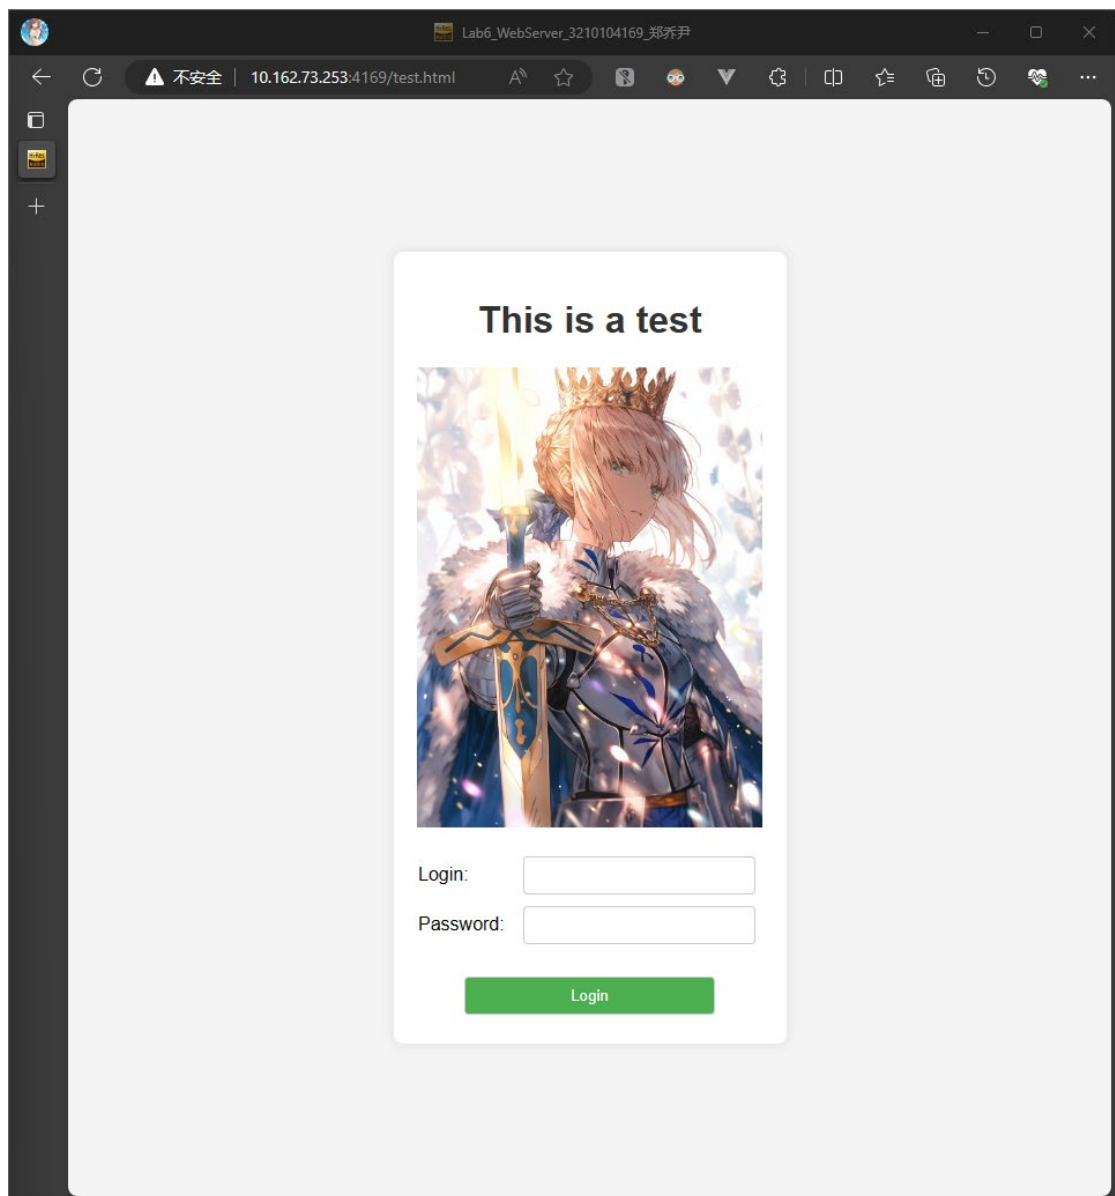 Lab6_WebServer_3210104169_郑乔尹
不安全 10.162.73.253:4169/test.html
This is a test
Login:
Password:
Login